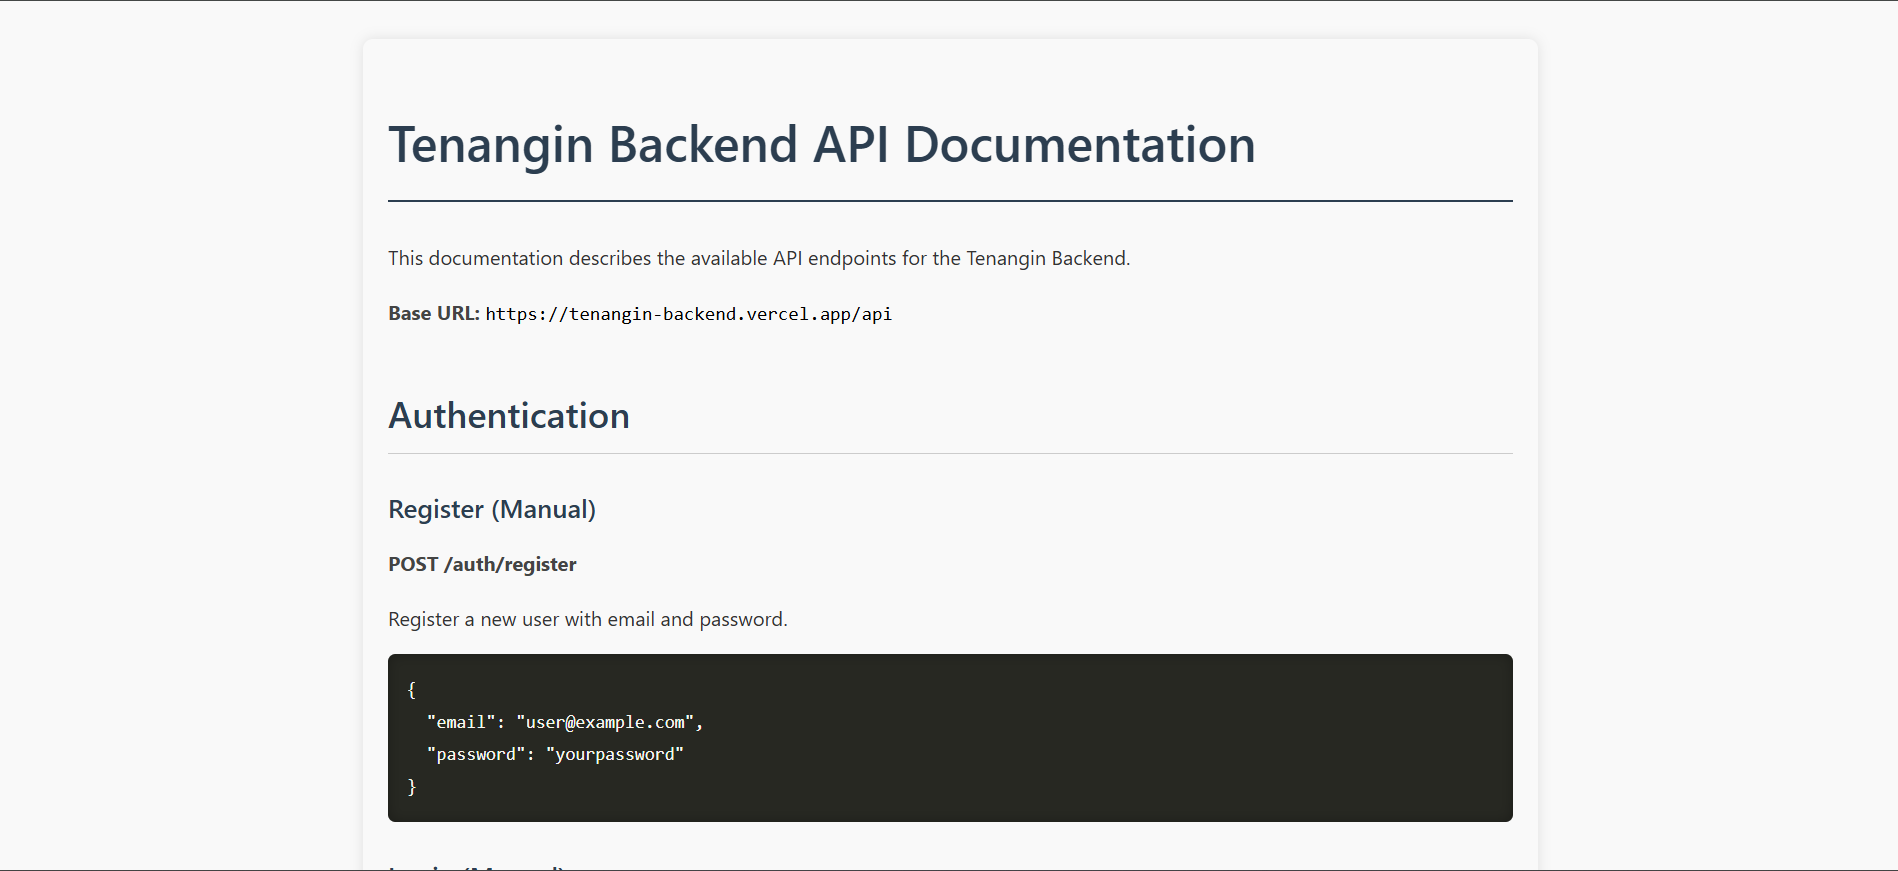 Tenangin Backend API Documentation
This documentation describes the available API endpoints for the Tenangin Backend.
Base URL: https://tenangin-backend.vercel.app/api
Authentication
Register (Manual)
POST /auth/register
Register a new user with email and password.
{
  "email": "user@example.com",
  "password": "yourpassword"
}